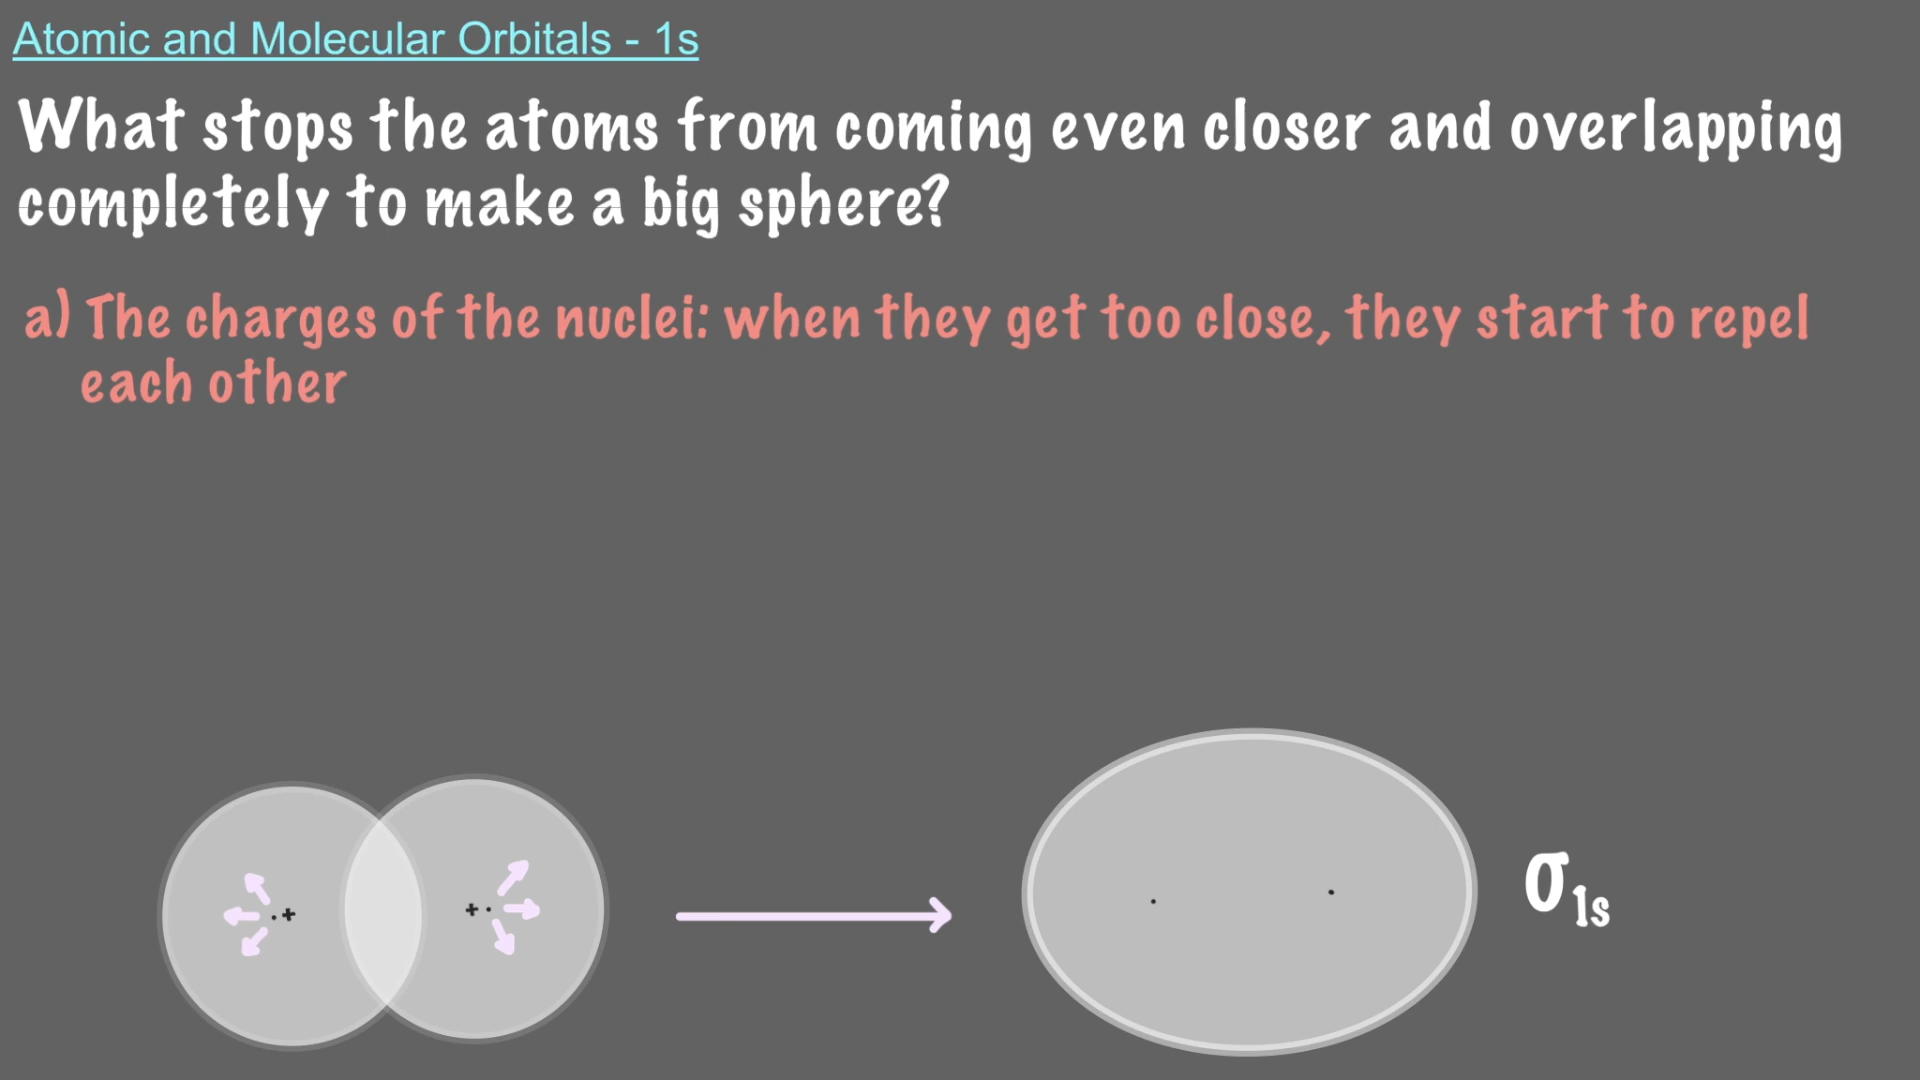 Atomic and Molecular Orbitals - 1s
What stops the atoms from coming even closer and overlapping
completely to make a big sphere?
a) The charges of the nuclei: when they get too close, they start to repel
each other
.+ +.
σ1s